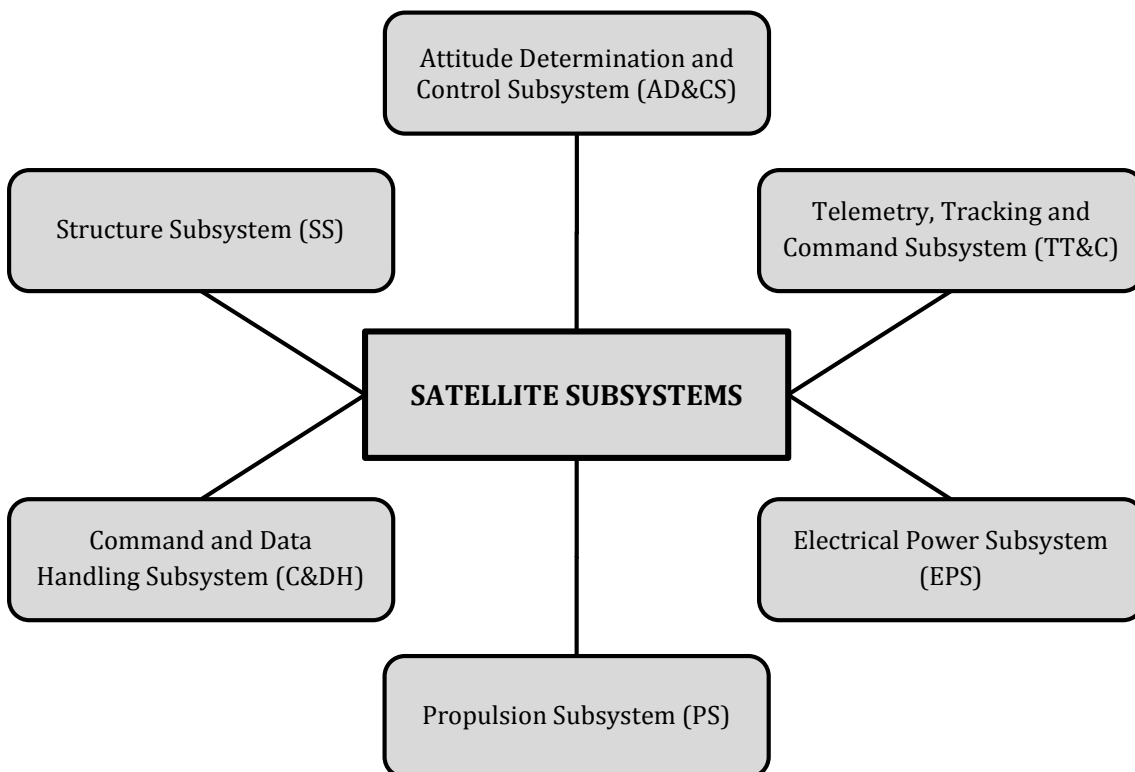 Attitude Determination and
Control Subsystem (AD&CS)
Structure Subsystem (SS)
Telemetry, Tracking and
Command Subsystem (TT&C)
SATELLITE SUBSYSTEMS
Command and Data
Handling Subsystem (C&DH)
Electrical Power Subsystem
(EPS)
Propulsion Subsystem (PS)